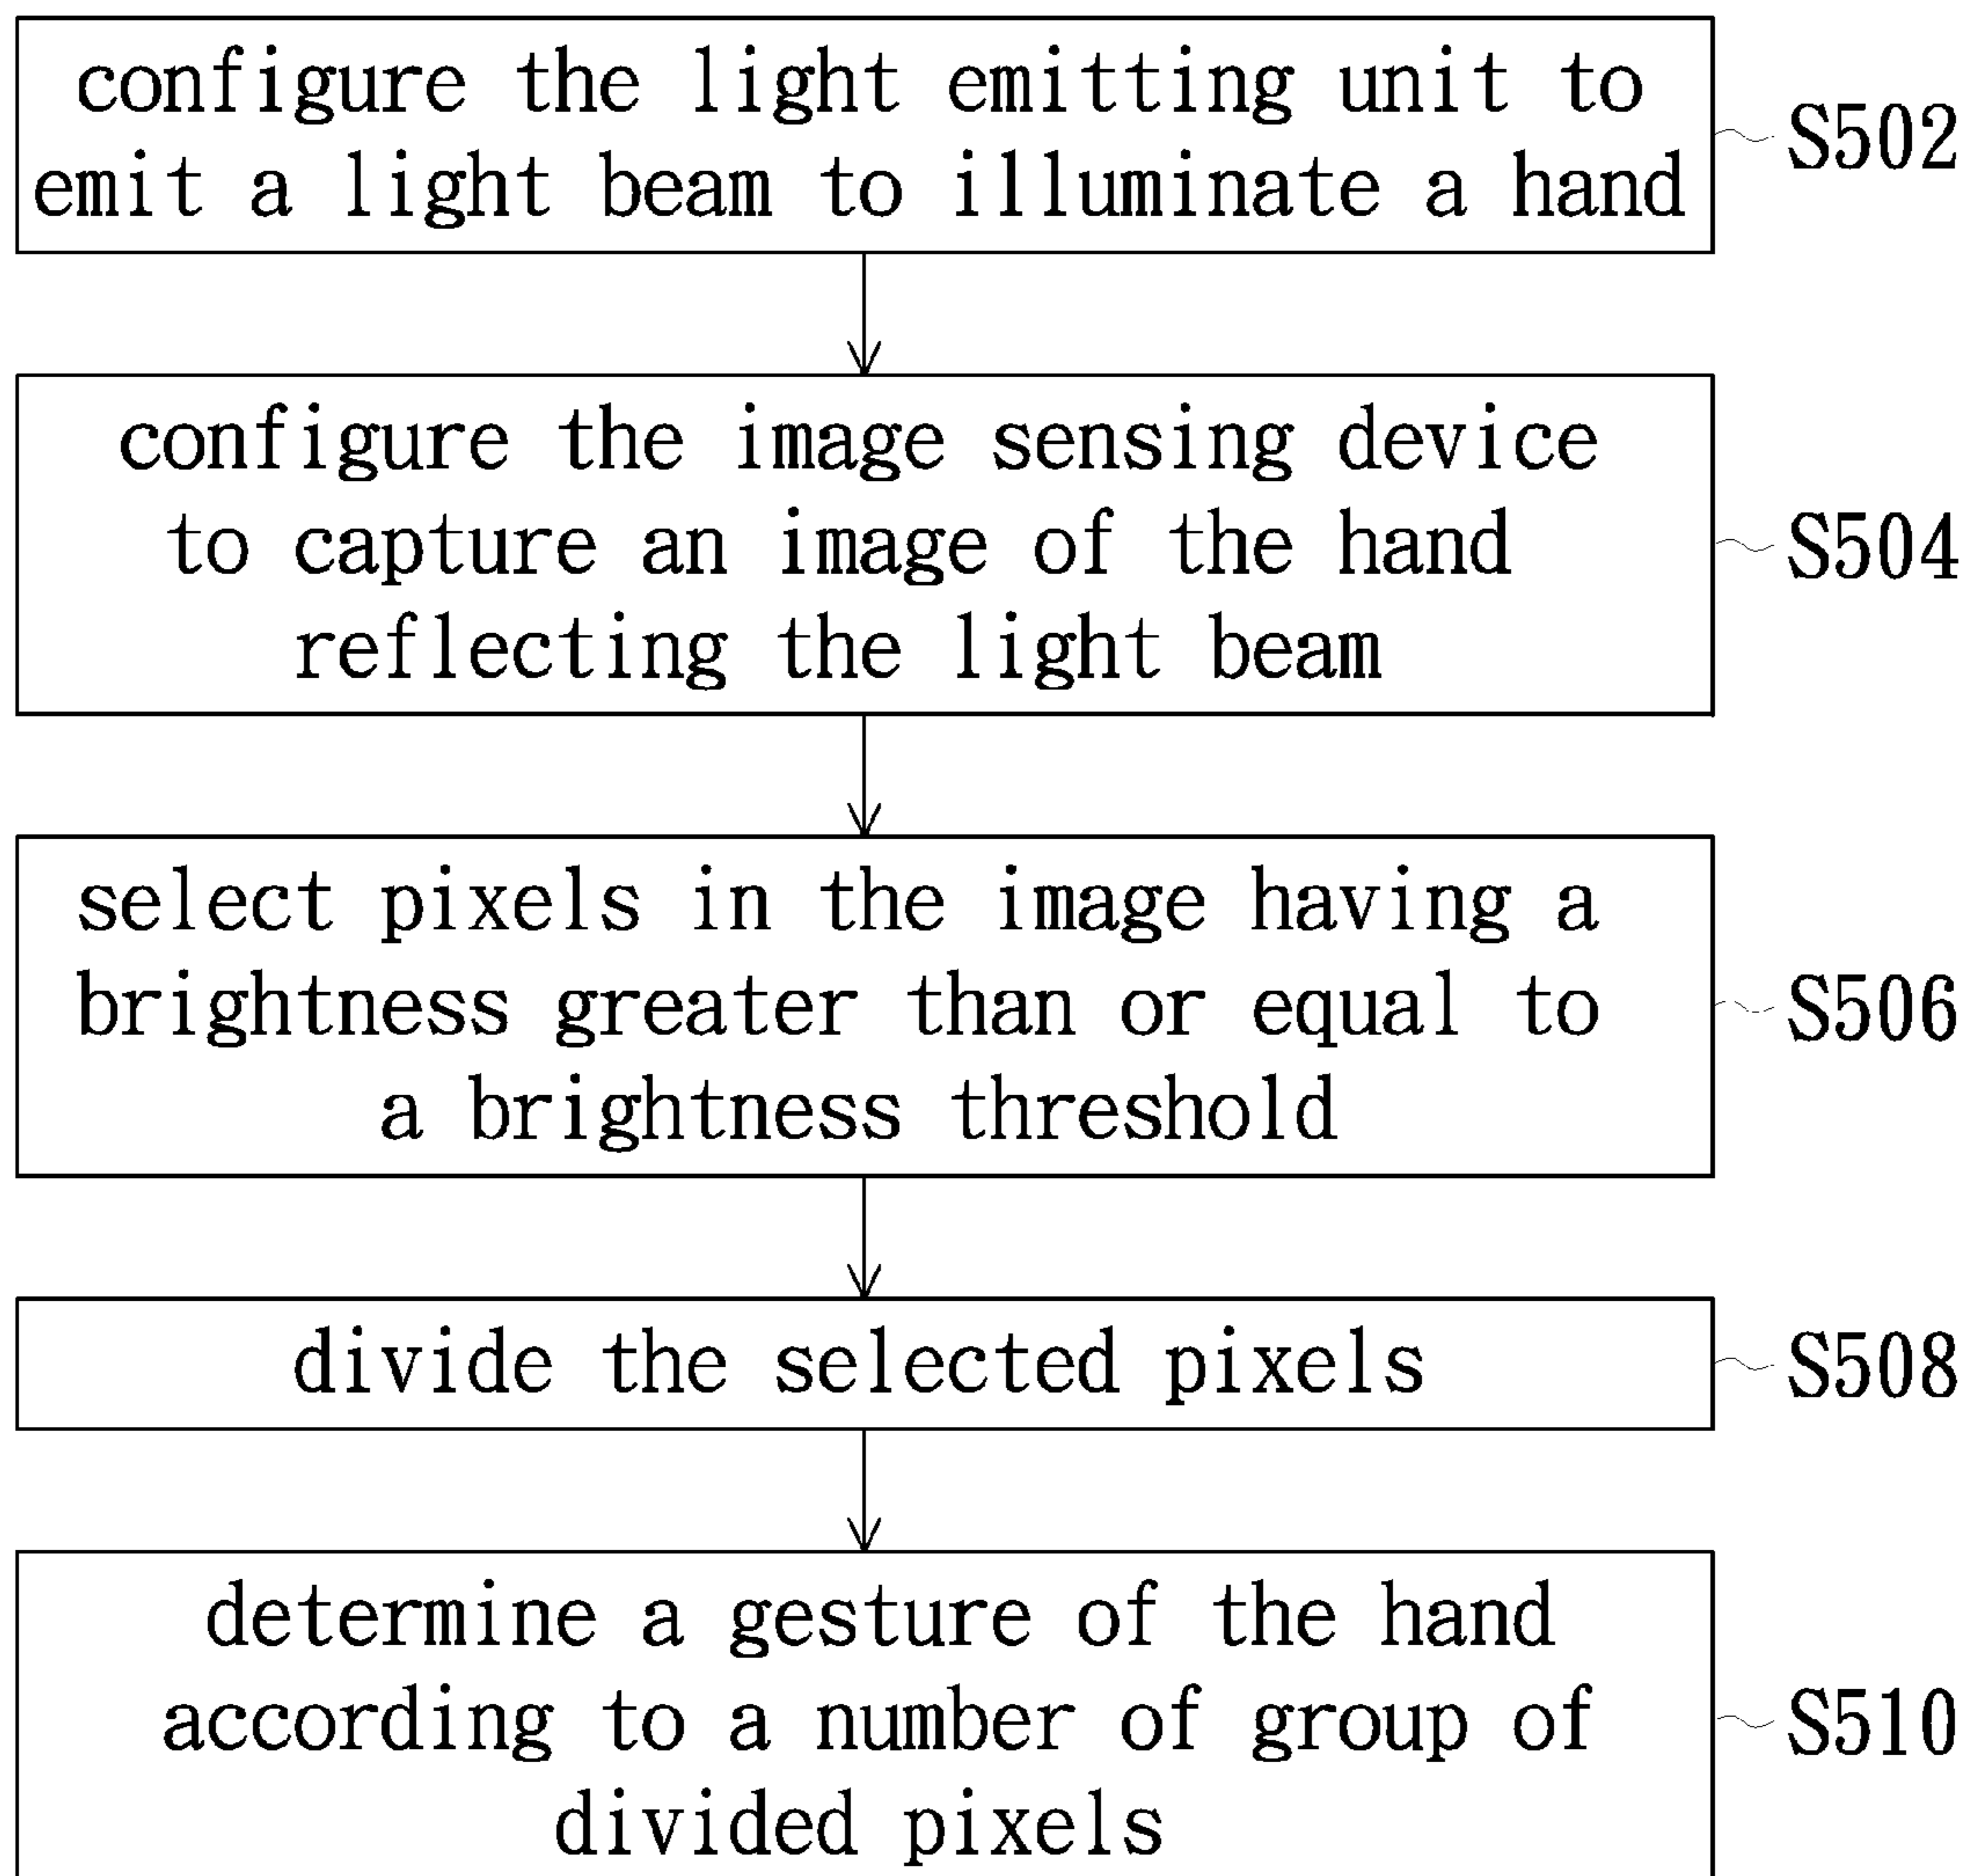 configure the light emitting unit to
emit a light beam to illuminate a hand
S502
configure the image sensing device
to capture an image of the hand
reflecting the light beam
S504
select pixels in the image having a
brightness greater than or equal to
a brightness threshold
S506
divide the selected pixels
S508
determine a gesture of the hand
according to a number of group of
divided pixels
S510